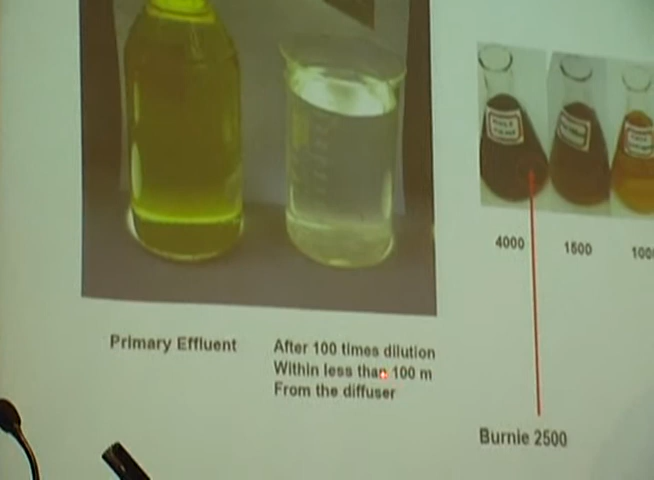 Primary Effluent
After 100 times dilution
Within less than 100 m
From the diffuser
4000
1500
Burnie 2500